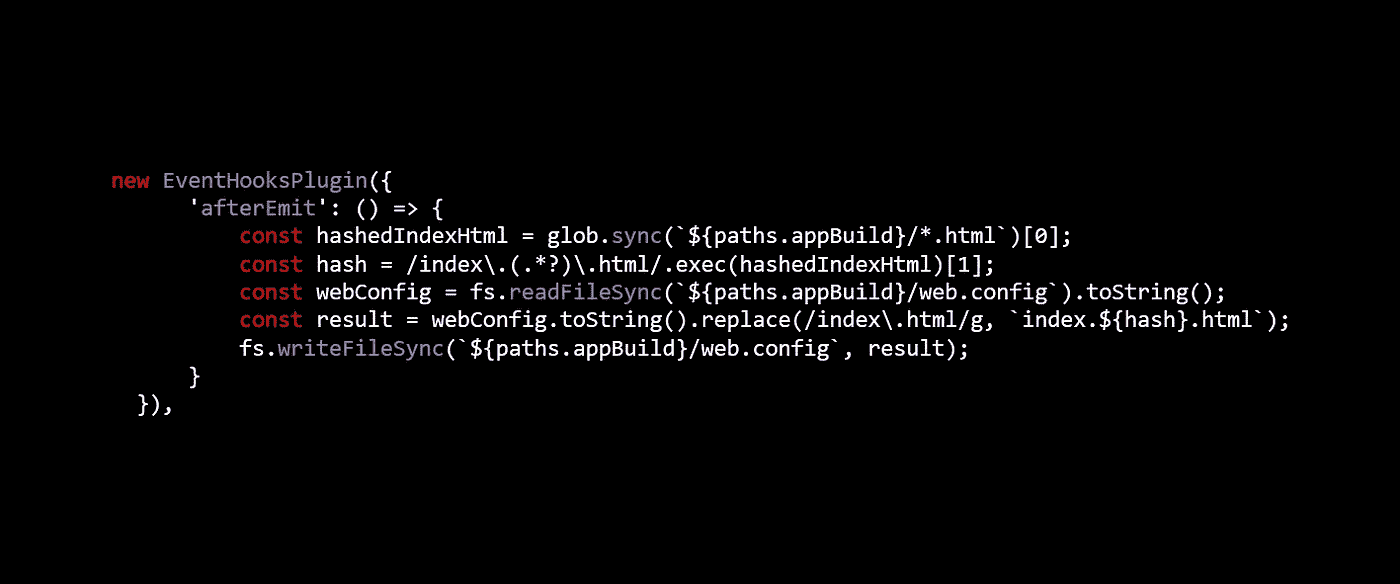 new EventHooksPlugin({
'afterEmit': () => {
const hashedIndexHtml = glob.sync(`${paths.appBuild}/*.html`)[0];
const hash = /index\.(.*?)\.html/.exec(hashedIndexHtml)[1];
const webConfig = fs.readFileSync(`${paths.appBuild}/web.config`).toString();
const result = webConfig.toString().replace(/index\.html/g, `index.${hash}.html`);
fs.writeFileSync(`${paths.appBuild}/web.config`, result);
}
}),